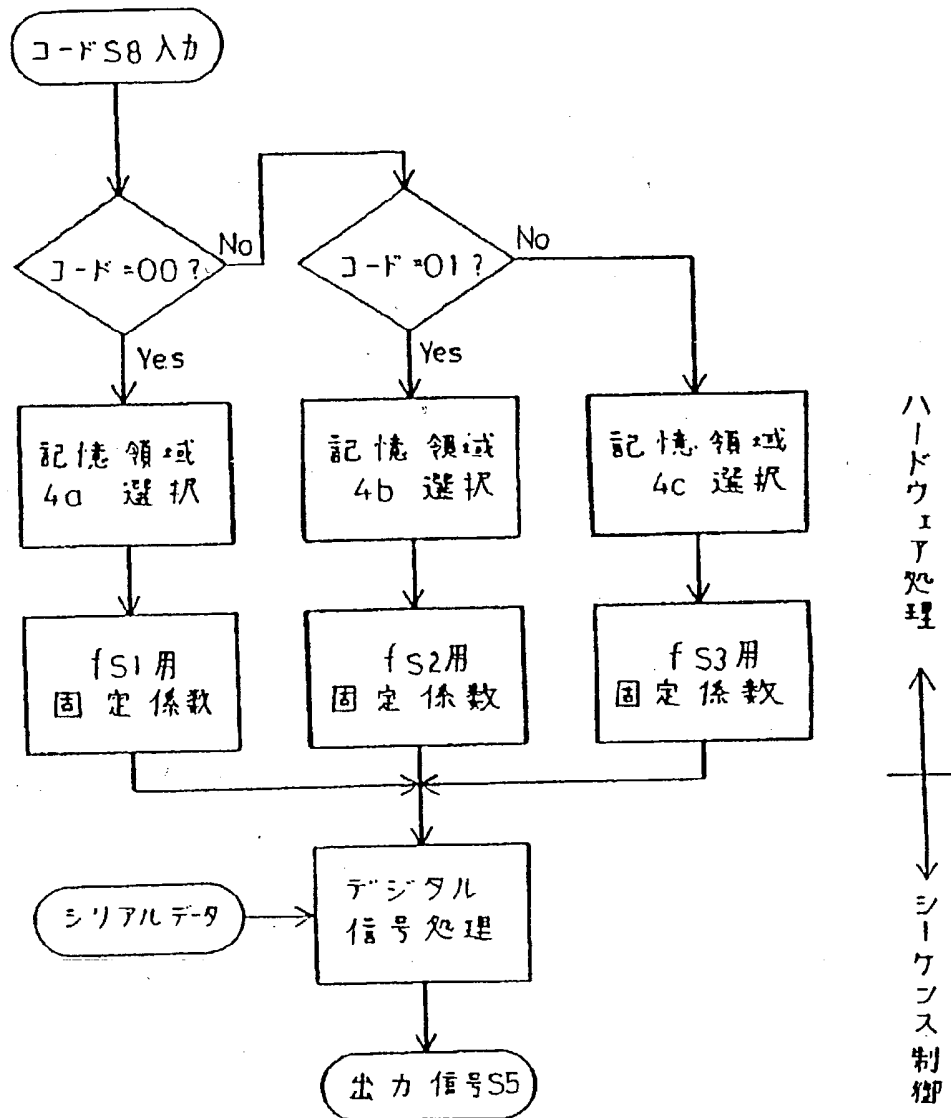 コードS8入力
コード=00?
No
Yes
コード=01?
No
Yes
記憶領域
4a 選択
記憶領域
4b 選択
記憶領域
4c 選択
fS1用
固定係数
fS2用
固定係数
fS3用
固定係数
シリアルデータ
デジタル
信号処理
出力信号S5
ハードウェア処理
シーケンス制御